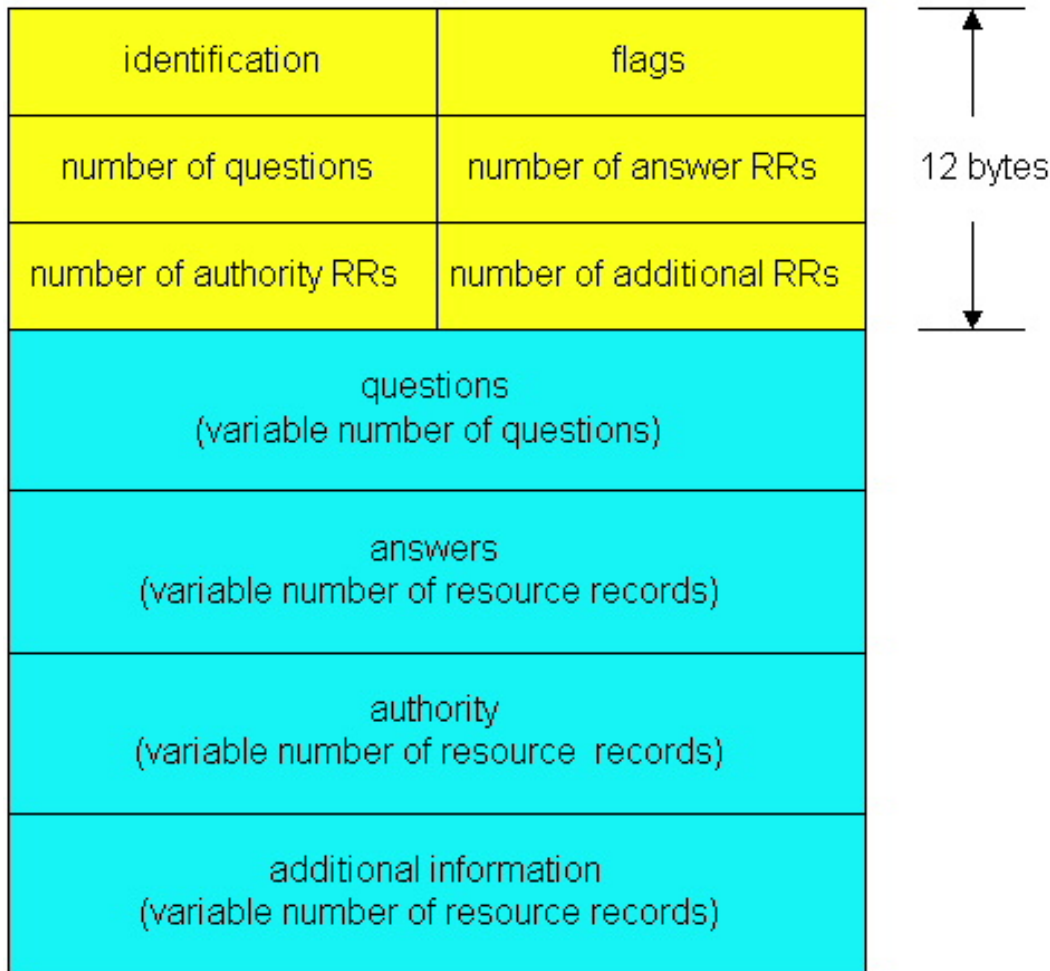 identification
flags
number of questions
number of answer RRs
12 bytes
number of authority RRs
number of additional RRs
questions
(variable number of questions)
answers
(variable number of resource records)
authority
(variable number of resource records)
additional information
(variable number of resource records)